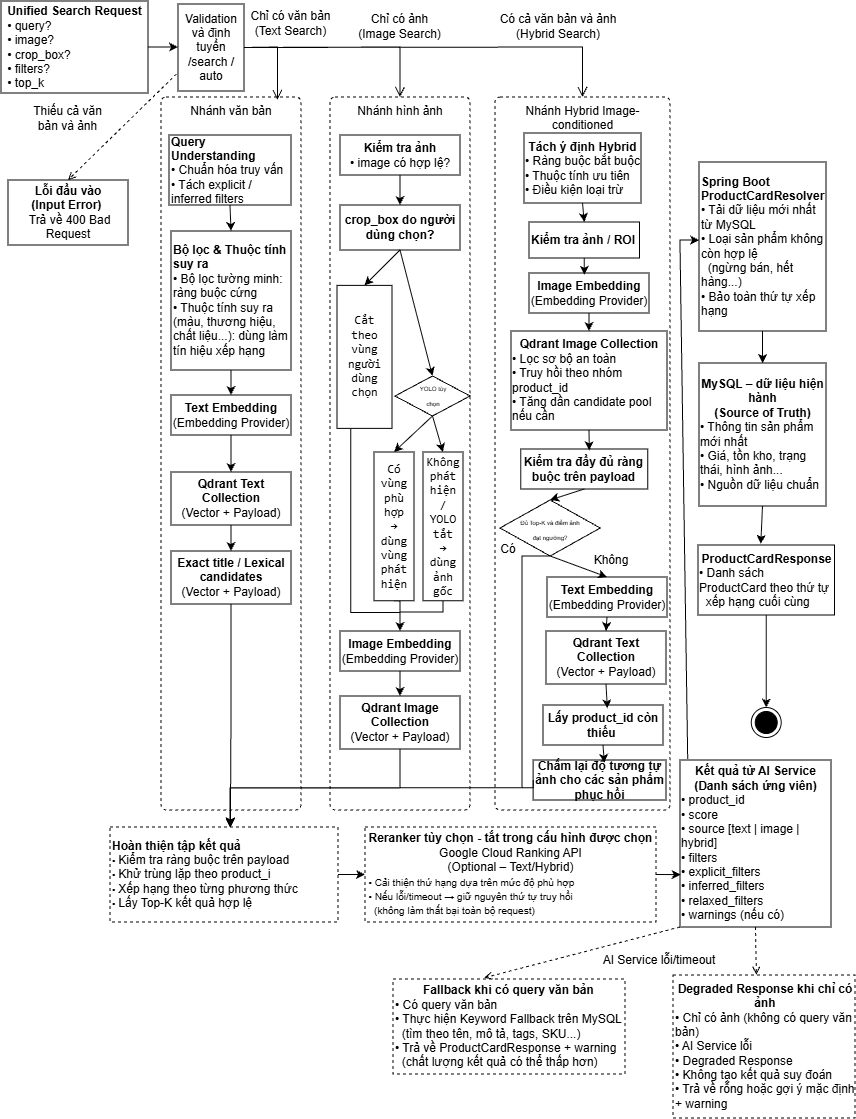 Unified Search Request
• query?
• image?
• crop_box?
• filters?
• top_k
Validation
và định
tuyến
/search /
auto
Chỉ có văn bản
(Text Search)
Chỉ có ảnh
(Image Search)
Có cả văn bản và ảnh
(Hybrid Search)
Thiếu cả văn
bản và ảnh
Lỗi đầu vào
(Input Error)
Trả về 400 Bad
Request
Nhánh văn bản
Query
Understanding
• Chuẩn hóa truy vấn
• Tách explicit /
inferred filters
Bộ lọc & Thuộc tính
suy ra
• Bộ lọc tường minh:
ràng buộc cứng
• Thuộc tính suy ra
(màu, thương hiệu,
chất liệu...): dùng làm
tín hiệu xếp hạng
Text Embedding
(Embedding Provider)
Qdrant Text
Collection
(Vector + Payload)
Exact title / Lexical
candidates
(Vector + Payload)
Nhánh hình ảnh
Kiểm tra ảnh
• image có hợp lệ?
crop_box do người
dùng chọn?
Cắt
theo
vùng
người
dùng
chọn
YOLO tùy
chọn
Có
vùng
phù
hợp
→
dùng
vùng
phát
hiện
Không
phát
hiện
/
YOLO
tắt
→
dùng
ảnh
gốc
Image Embedding
(Embedding Provider)
Qdrant Image
Collection
(Vector + Payload)
Nhánh Hybrid Image-
conditioned
Tách ý định Hybrid
• Ràng buộc bắt buộc
• Thuộc tính ưu tiên
• Điều kiện loại trừ
Kiểm tra ảnh / ROI
Image Embedding
(Embedding Provider)
Qdrant Image Collection
• Lọc sơ bộ an toàn
• Truy hồi theo nhóm
product_id
• Tăng dần candidate pool
nếu cần
Kiểm tra đầy đủ ràng
buộc trên payload
Đủ Top-K và điểm ảnh
đạt ngưỡng?
Có
Không
Text Embedding
(Embedding Provider)
Qdrant Text
Collection
(Vector + Payload)
Lấy product_id còn
thiếu
Chấm lại độ tương tự
ảnh cho các sản phẩm
phục hồi
Spring Boot
ProductCardResolver
• Tải dữ liệu mới nhất
từ MySQL
• Loại sản phẩm không
còn hợp lệ
(ngừng bán, hết
hàng...)
• Bảo toàn thứ tự xếp
hạng
MySQL – dữ liệu hiện
hành
(Source of Truth)
• Thông tin sản phẩm
mới nhất
• Giá, tồn kho, trạng
thái, hình ảnh...
• Nguồn dữ liệu chuẩn
ProductCardResponse
• Danh sách
ProductCard theo thứ tự
xếp hạng cuối cùng
Hoàn thiện tập kết quả
• Kiểm tra ràng buộc trên payload
• Khử trùng lặp theo product_i
• Xếp hạng theo từng phương thức
• Lấy Top-K kết quả hợp lệ
Reranker tùy chọn - tắt trong cấu hình được chọn
Google Cloud Ranking API
(Optional – Text/Hybrid)
• Cải thiện thứ hạng dựa trên mức độ phù hợp
• Nếu lỗi/timeout → giữ nguyên thứ tự truy hồi
(không làm thất bại toàn bộ request)
Kết quả từ AI Service
(Danh sách ứng viên)
• product_id
• score
• source [text | image |
hybrid]
• filters
• explicit_filters
• inferred_filters
• relaxed_filters
• warnings (nếu có)
AI Service lỗi/timeout
Fallback khi có query văn bản
• Có query văn bản
• Thực hiện Keyword Fallback trên MySQL
(tìm theo tên, mô tả, tags, SKU...)
• Trả về ProductCardResponse + warning
(chất lượng kết quả có thể thấp hơn)
Degraded Response khi chỉ có
ảnh
• Chỉ có ảnh (không có query văn
bản)
• AI Service lỗi
• Degraded Response
• Không tạo kết quả suy đoán
• Trả về rỗng hoặc gợi ý mặc định
+ warning